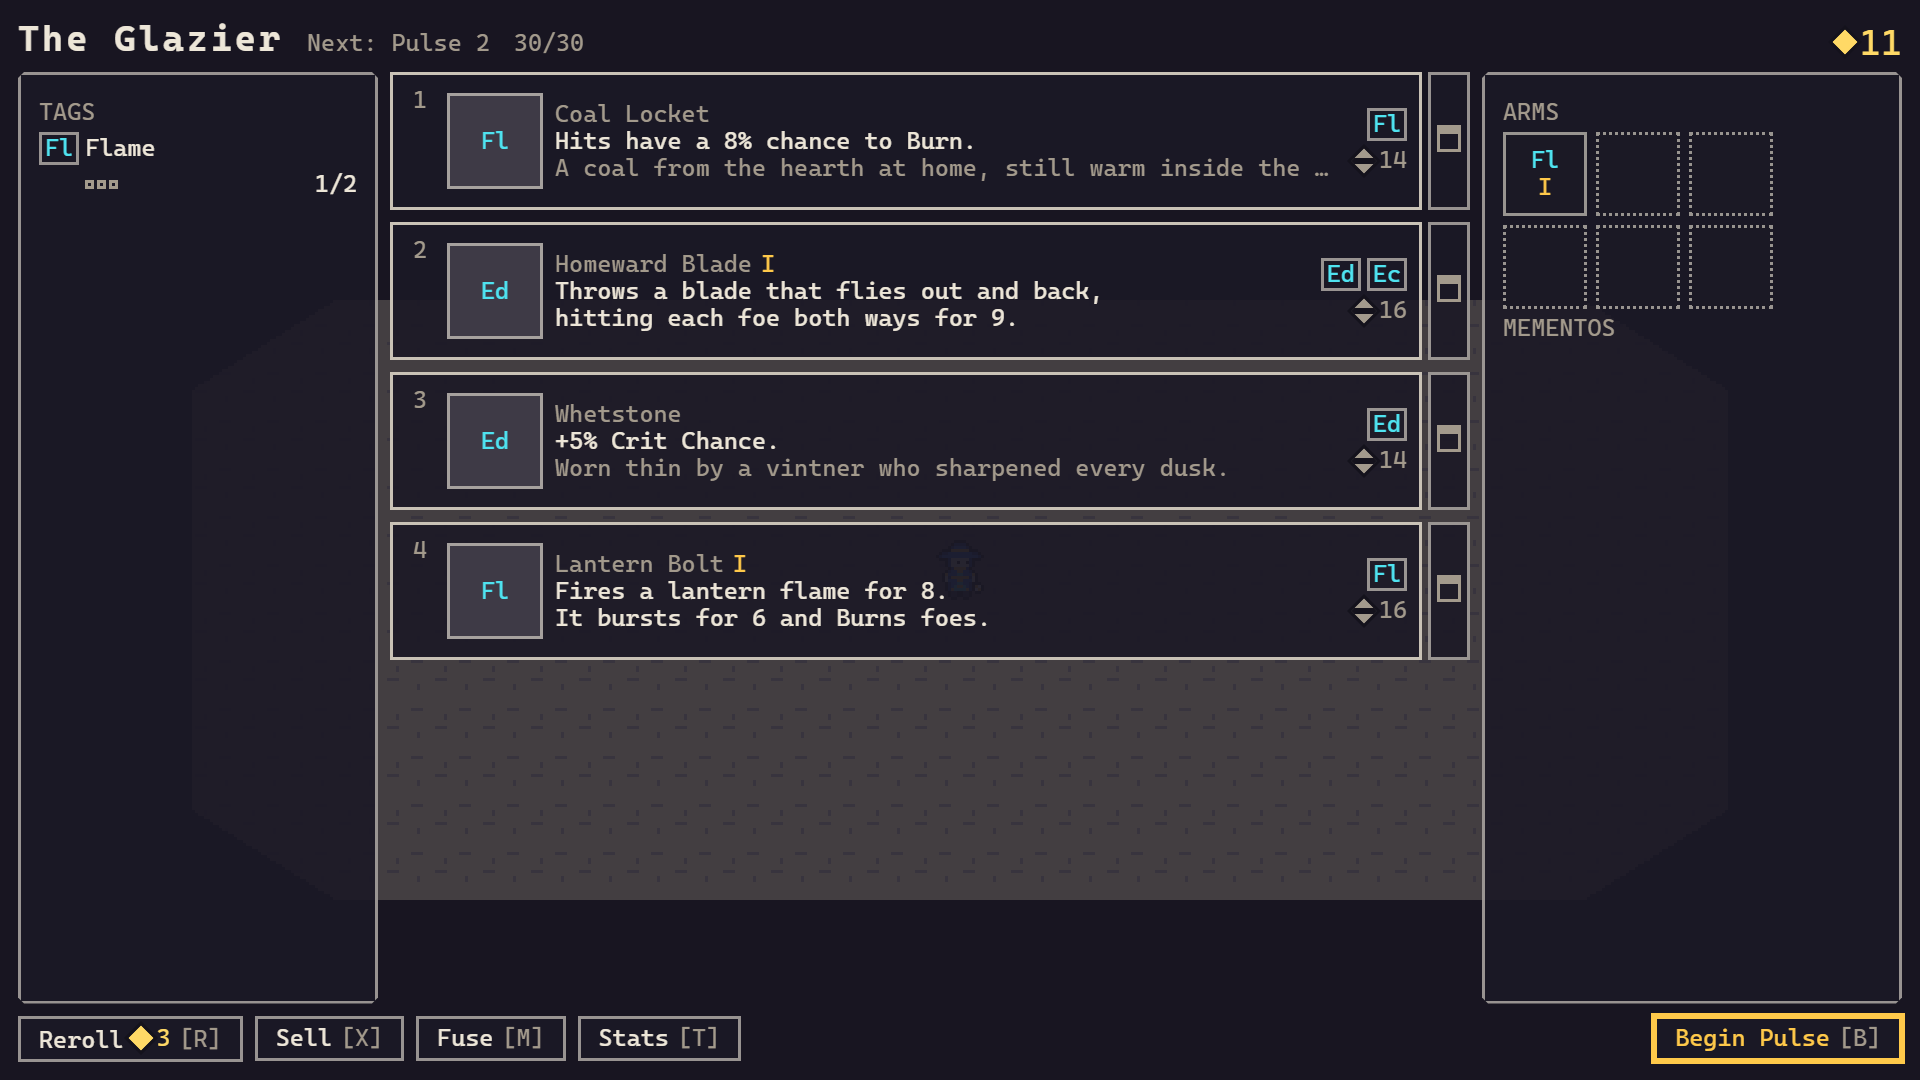 The Glazier Next: Pulse 2 30/30
11
TAGS
Fl Flame
1/2
1
Fl
Coal Locket
Hits have a 8% chance to Burn.
A coal from the hearth at home, still warm inside the …
Fl
14
2
Ed
Homeward Blade I
Throws a blade that flies out and back,
hitting each foe both ways for 9.
Ed Ec
16
3
Ed
Whetstone
+5% Crit Chance.
Worn thin by a vintner who sharpened every dusk.
Ed
14
4
Fl
Lantern Bolt I
Fires a lantern flame for 8.
It bursts for 6 and Burns foes.
Fl
16
ARMS
Fl
I
MEMENTOS
Reroll 3 [R]
Sell [X]
Fuse [M]
Stats [T]
Begin Pulse [B]